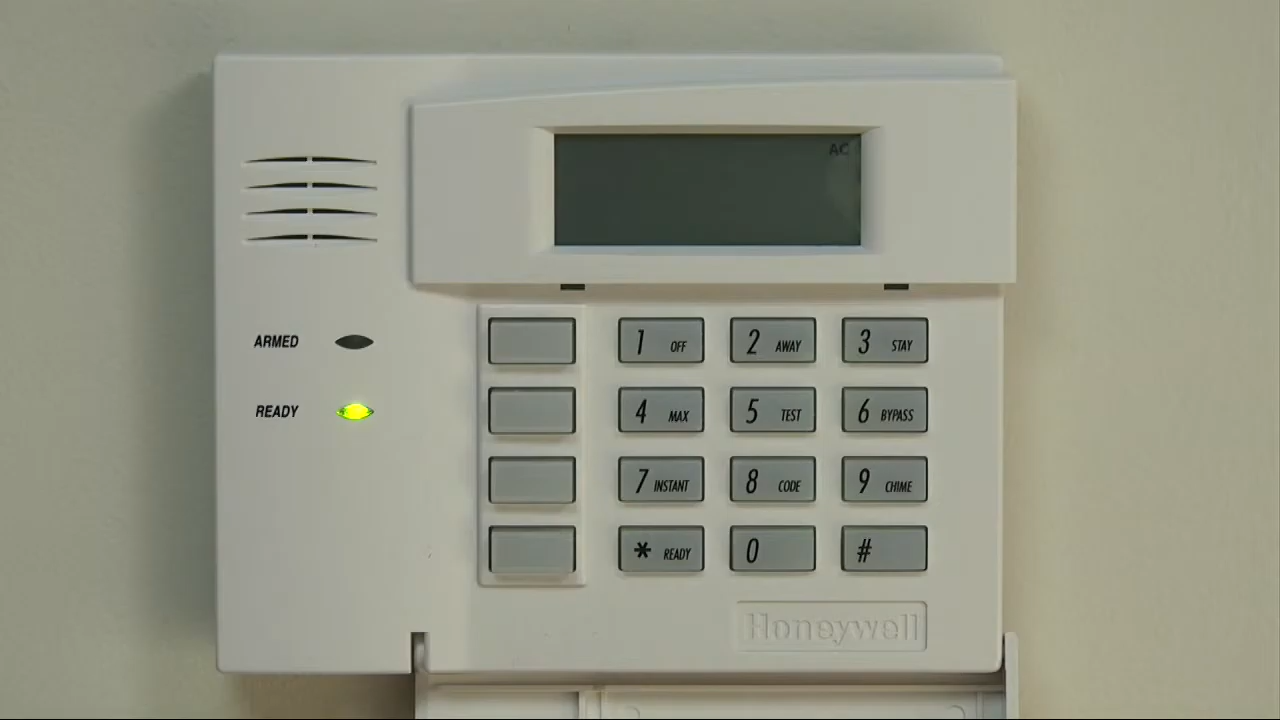 AC
ARMED
READY
1 OFF
2 AWAY
3 STAY
4 MAX
5 TEST
6 BYPASS
7 INSTANT
8 CODE
9 CHIME
* READY
0
#
Honeywell